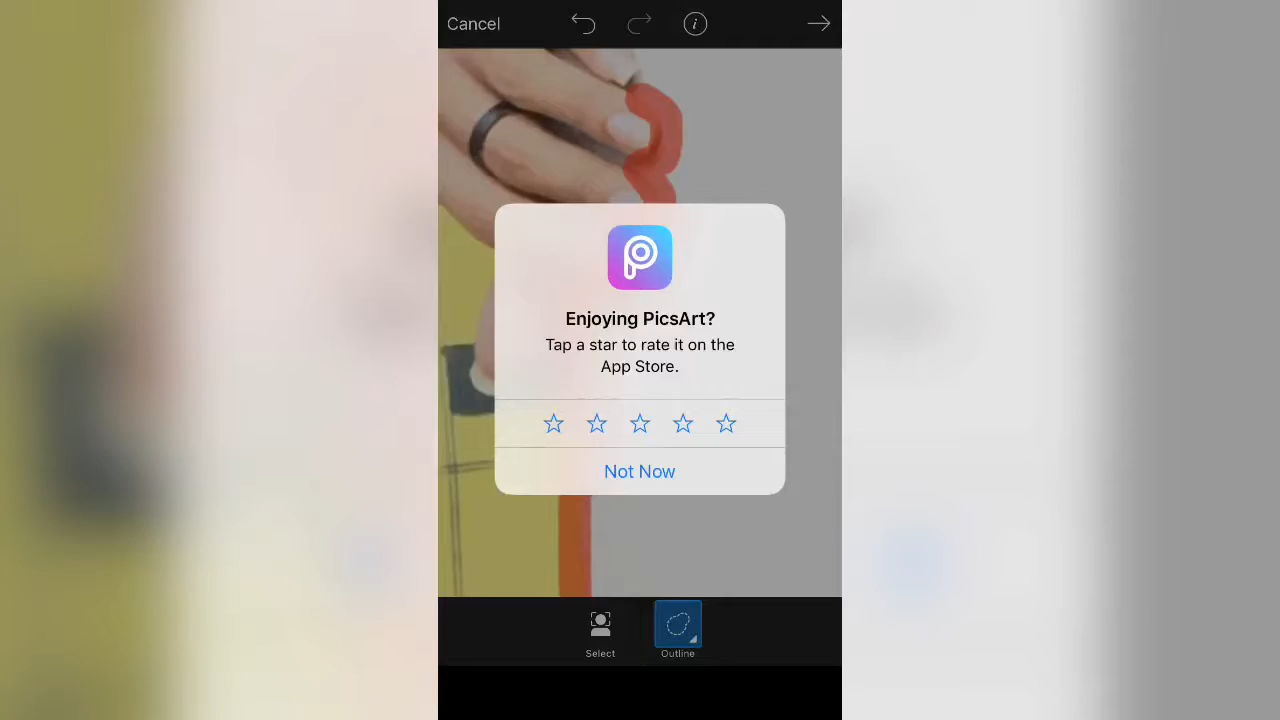 Cancel
Enjoying PicsArt?
Tap a star to rate it on the
App Store.
Not Now
Select
Outline